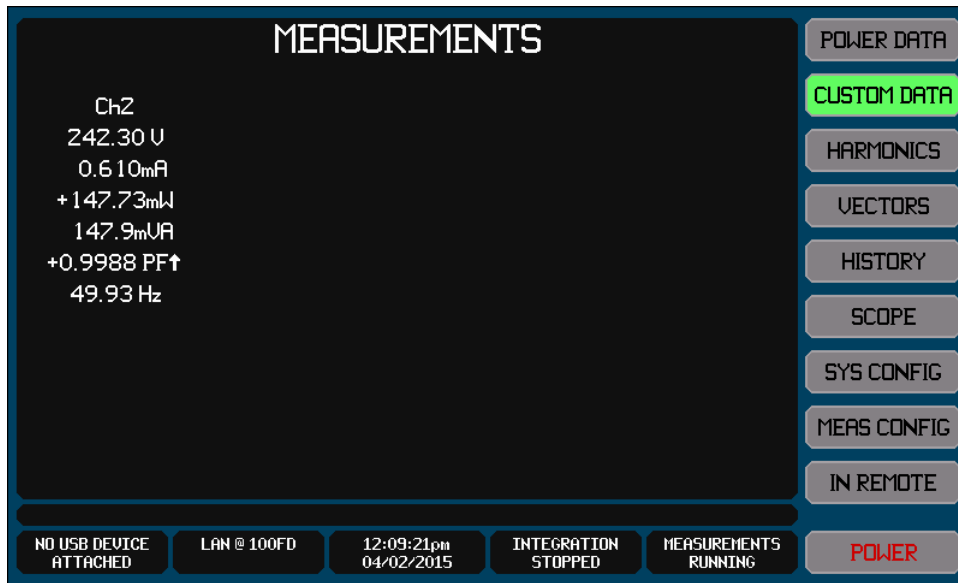 MEASUREMENTS
Ch2
242.30 V
0.610mA
+147.73mW
147.9mVA
+0.9988 PF↑
49.93 Hz
POWER DATA
CUSTOM DATA
HARMONICS
VECTORS
HISTORY
SCOPE
SYS CONFIG
MEAS CONFIG
IN REMOTE
POWER
NO USB DEVICE
ATTACHED
LAN @ 100FD
12:09:21pm
04/02/2015
INTEGRATION
STOPPED
MEASUREMENTS
RUNNING